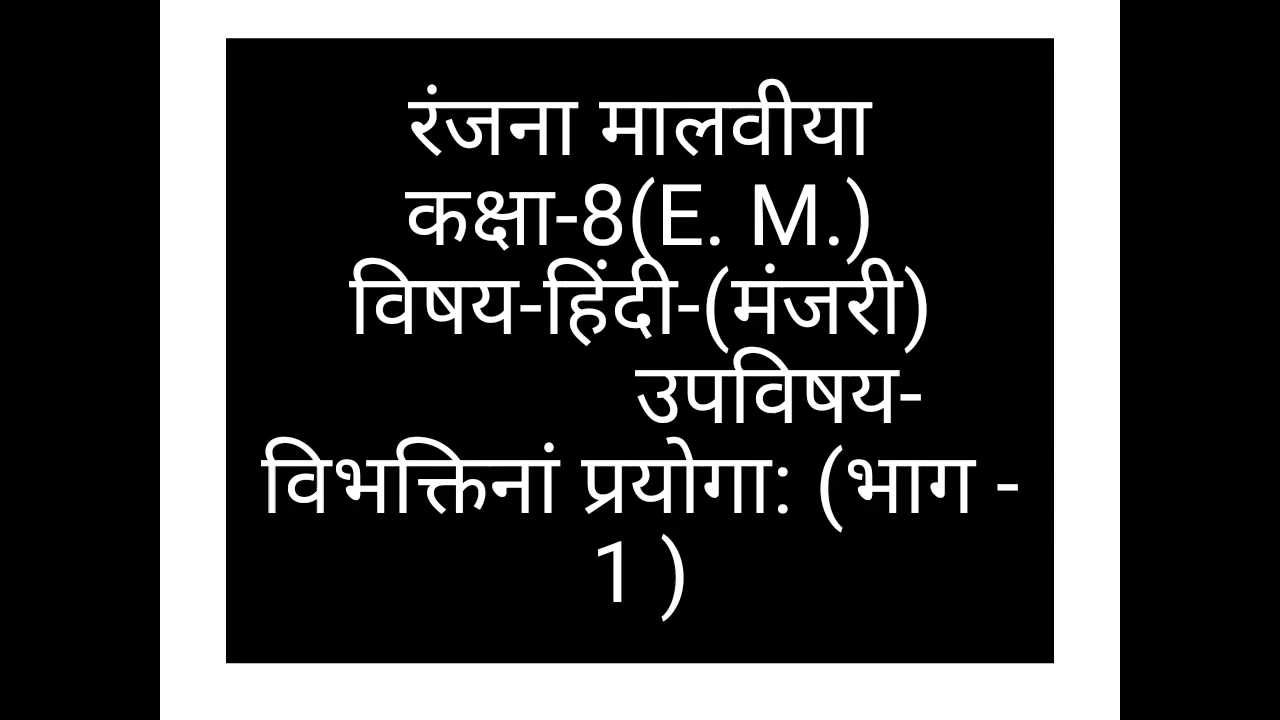 रंजना मालवीया
कक्षा-8(E. M.)
विषय-हिंदी-(मंजरी)
उपविषय-
विभक्तिनां प्रयोगा: (भाग -
1 )